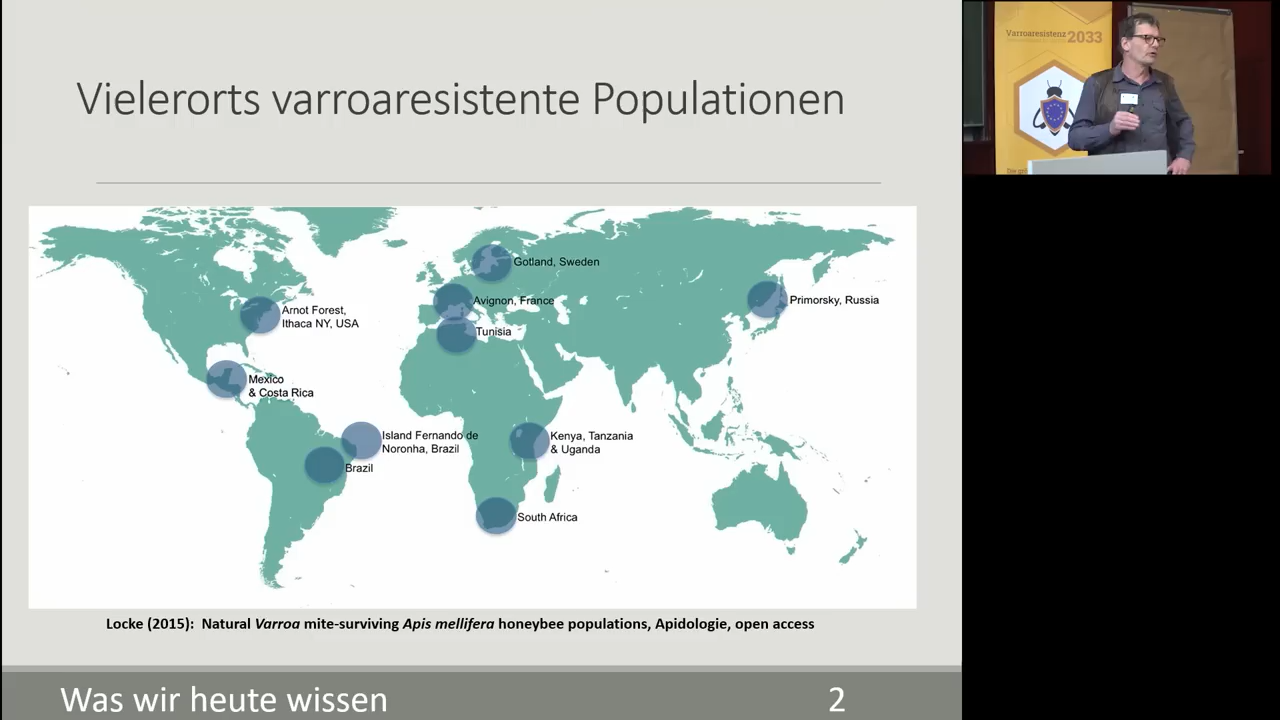 Vielerorts varroaresistente Populationen
Varroaresistenz 2033
Gotland, Sweden
Avignon, France
Primorsky, Russia
Arnot Forest,
Ithaca NY, USA
Tunisia
Mexico
& Costa Rica
Island Fernando de
Noronha, Brazil
Kenya, Tanzania
& Uganda
Brazil
South Africa
Locke (2015): Natural Varroa mite-surviving Apis mellifera honeybee populations, Apidologie, open access
Was wir heute wissen
2